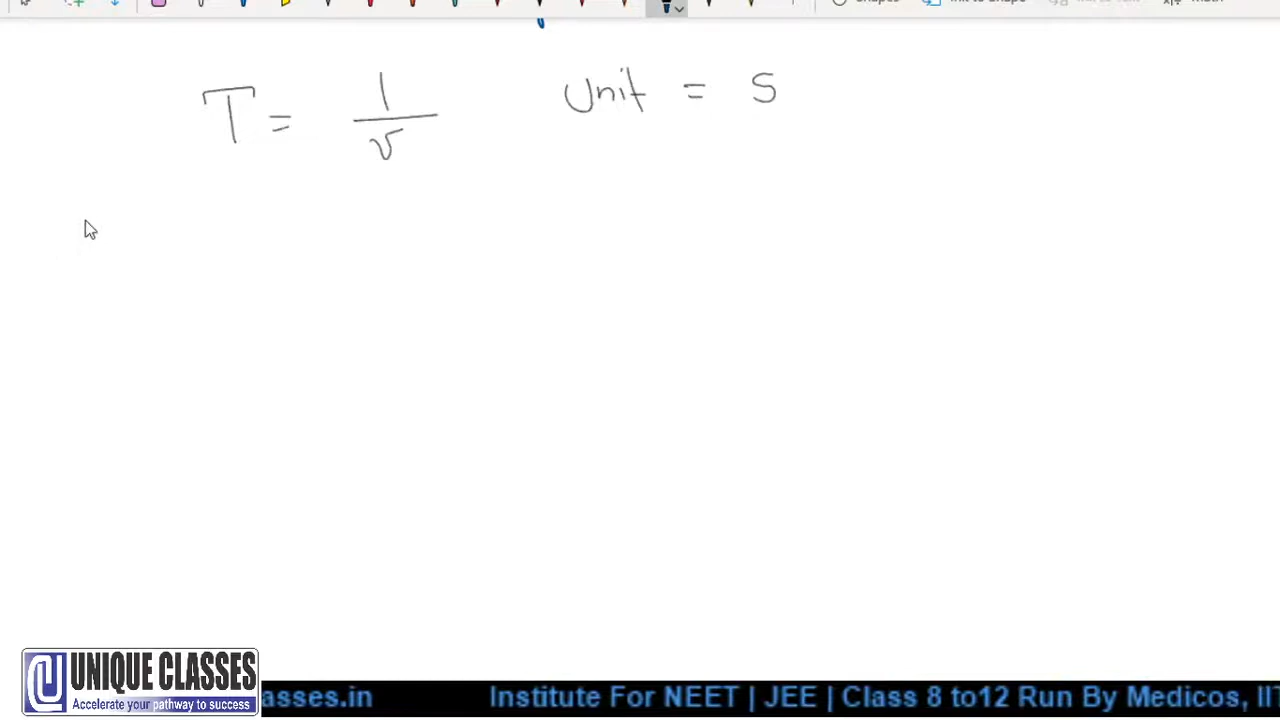 T = 1/ν Unit = S
UNIQUE CLASSES
Accelerate your pathway to success
asses.in Institute For NEET | JEE | Class 8 to12 Run By Medicos, II